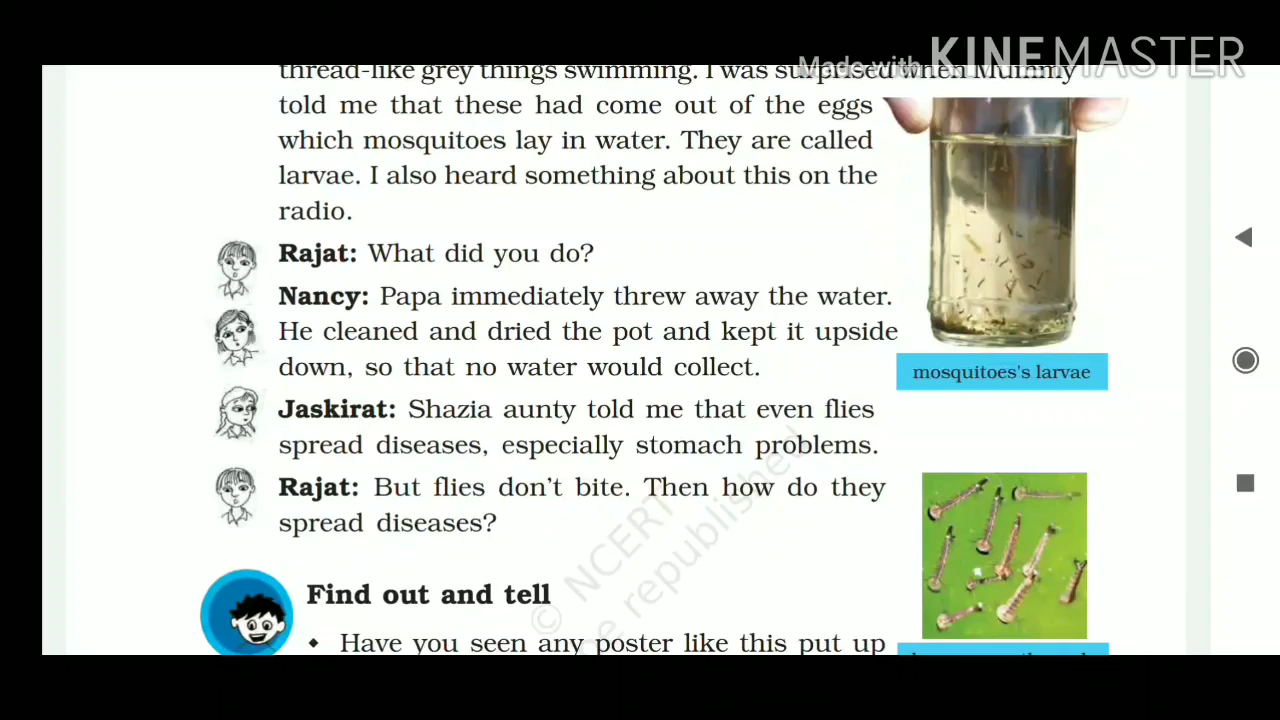 Made with KINEMASTER
thread-like grey things swimming. I was surprised when Mummy
told me that these had come out of the eggs
which mosquitoes lay in water. They are called
larvae. I also heard something about this on the
radio.
Rajat: What did you do?
Nancy: Papa immediately threw away the water.
He cleaned and dried the pot and kept it upside
down, so that no water would collect.
mosquitoes's larvae
Jaskirat: Shazia aunty told me that even flies
spread diseases, especially stomach problems.
Rajat: But flies don't bite. Then how do they
spread diseases?
© NCERT
be republished
Find out and tell
♦ Have you seen any poster like this put up